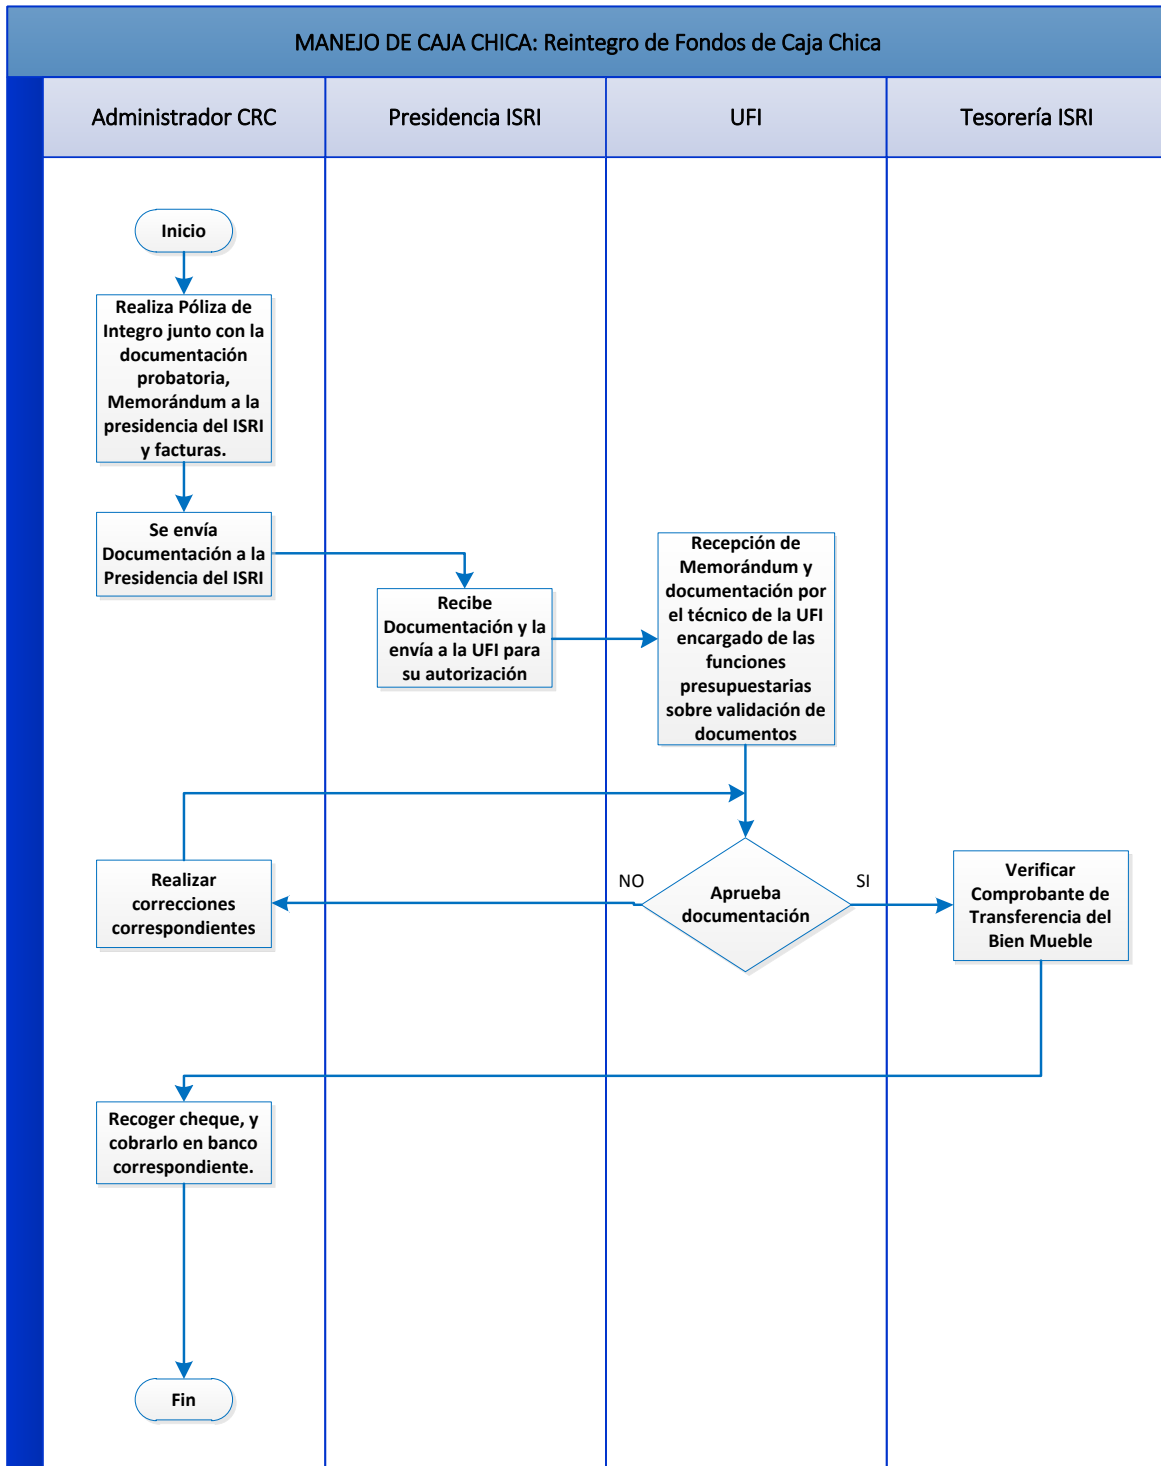 MANEJO DE CAJA CHICA: Reintegro de Fondos de Caja Chica
Administrador CRC
Presidencia ISRI
UFI
Tesorería ISRI
Inicio
Realiza Póliza de
Integro junto con la
documentación
probatoria,
Memorándum a la
presidencia del ISRI
y facturas.
Se envía
Documentación a la
Presidencia del ISRI
Recibe
Documentación y la
envía a la UFI para
su autorización
Recepción de
Memorándum y
documentación por
el técnico de la UFI
encargado de las
funciones
presupuestarias
sobre validación de
documentos
Realizar
correcciones
correspondientes
NO
Aprueba
documentación
SI
Verificar
Comprobante de
Transferencia del
Bien Mueble
Recoger cheque, y
cobrarlo en banco
correspondiente.
Fin